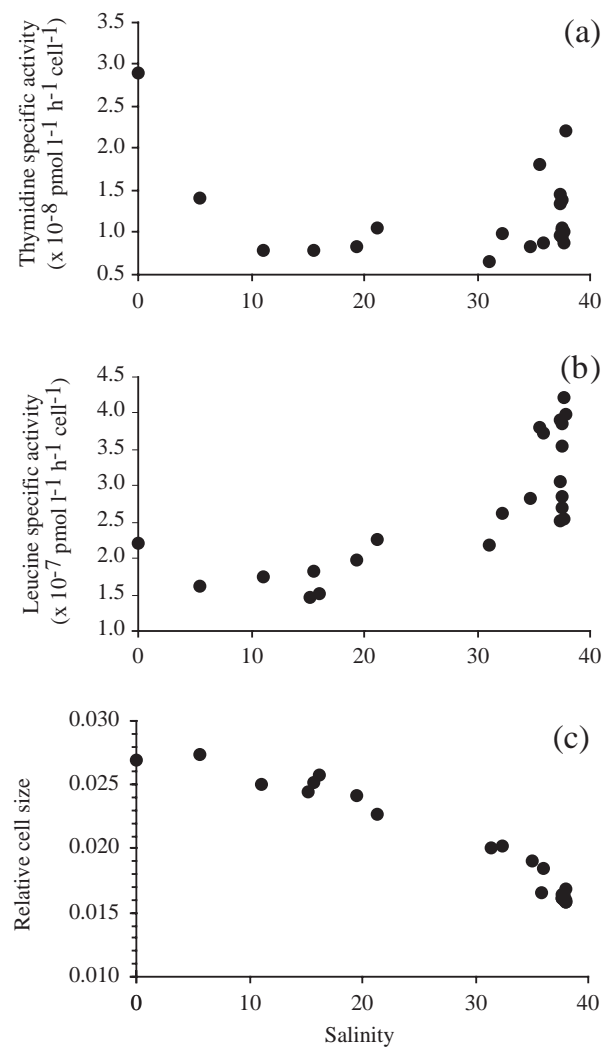 (a)
Thymidine specific activity
(x 10-8 pmol l-1 h-1 cell-1)
3.5
3.0
2.5
2.0
1.5
1.0
0.5
0 10 20 30 40
(b)
Leucine specific activity
(x 10-7 pmol l-1 h-1 cell-1)
4.5
4.0
3.5
3.0
2.5
2.0
1.5
1.0
0 10 20 30 40
(c)
Relative cell size
0.030
0.025
0.020
0.015
0.010
0 10 20 30 40
Salinity